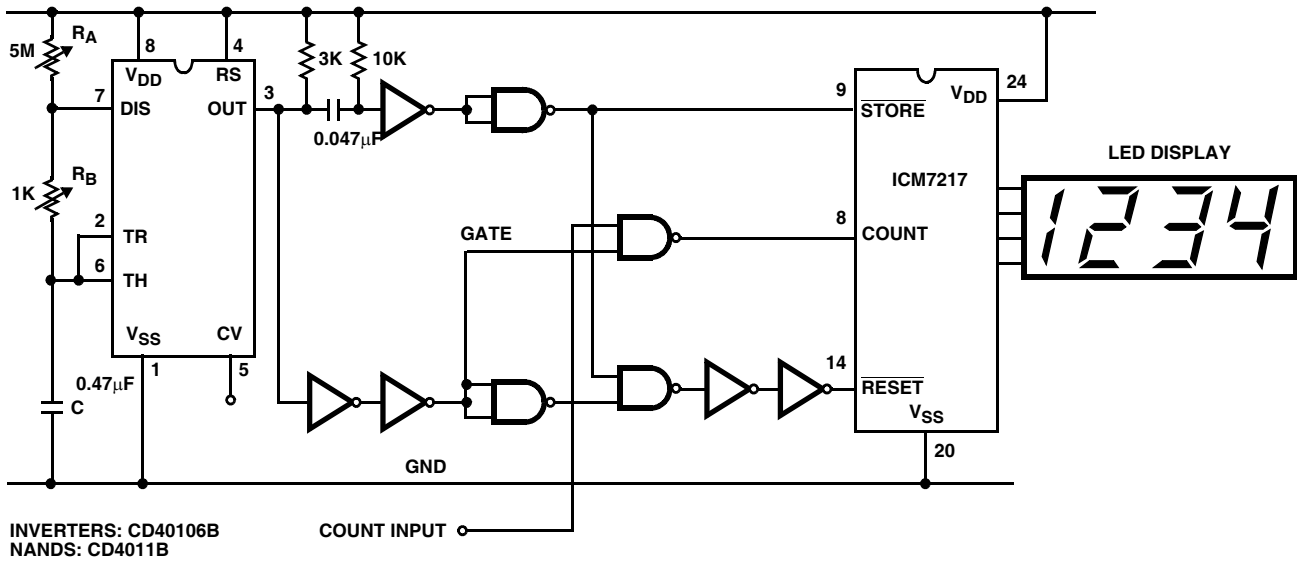 5M
RA
8
4
3K
10K
VDD
RS
7
DIS
OUT
3
0.047μF
9
STORE
VDD
24
ICM7217
LED DISPLAY
1K
RB
2
TR
6
TH
GATE
8
COUNT
1234
VSS
CV
1
5
0.47μF
C
14
RESET
VSS
20
GND
INVERTERS: CD40106B
NANDS: CD4011B
COUNT INPUT